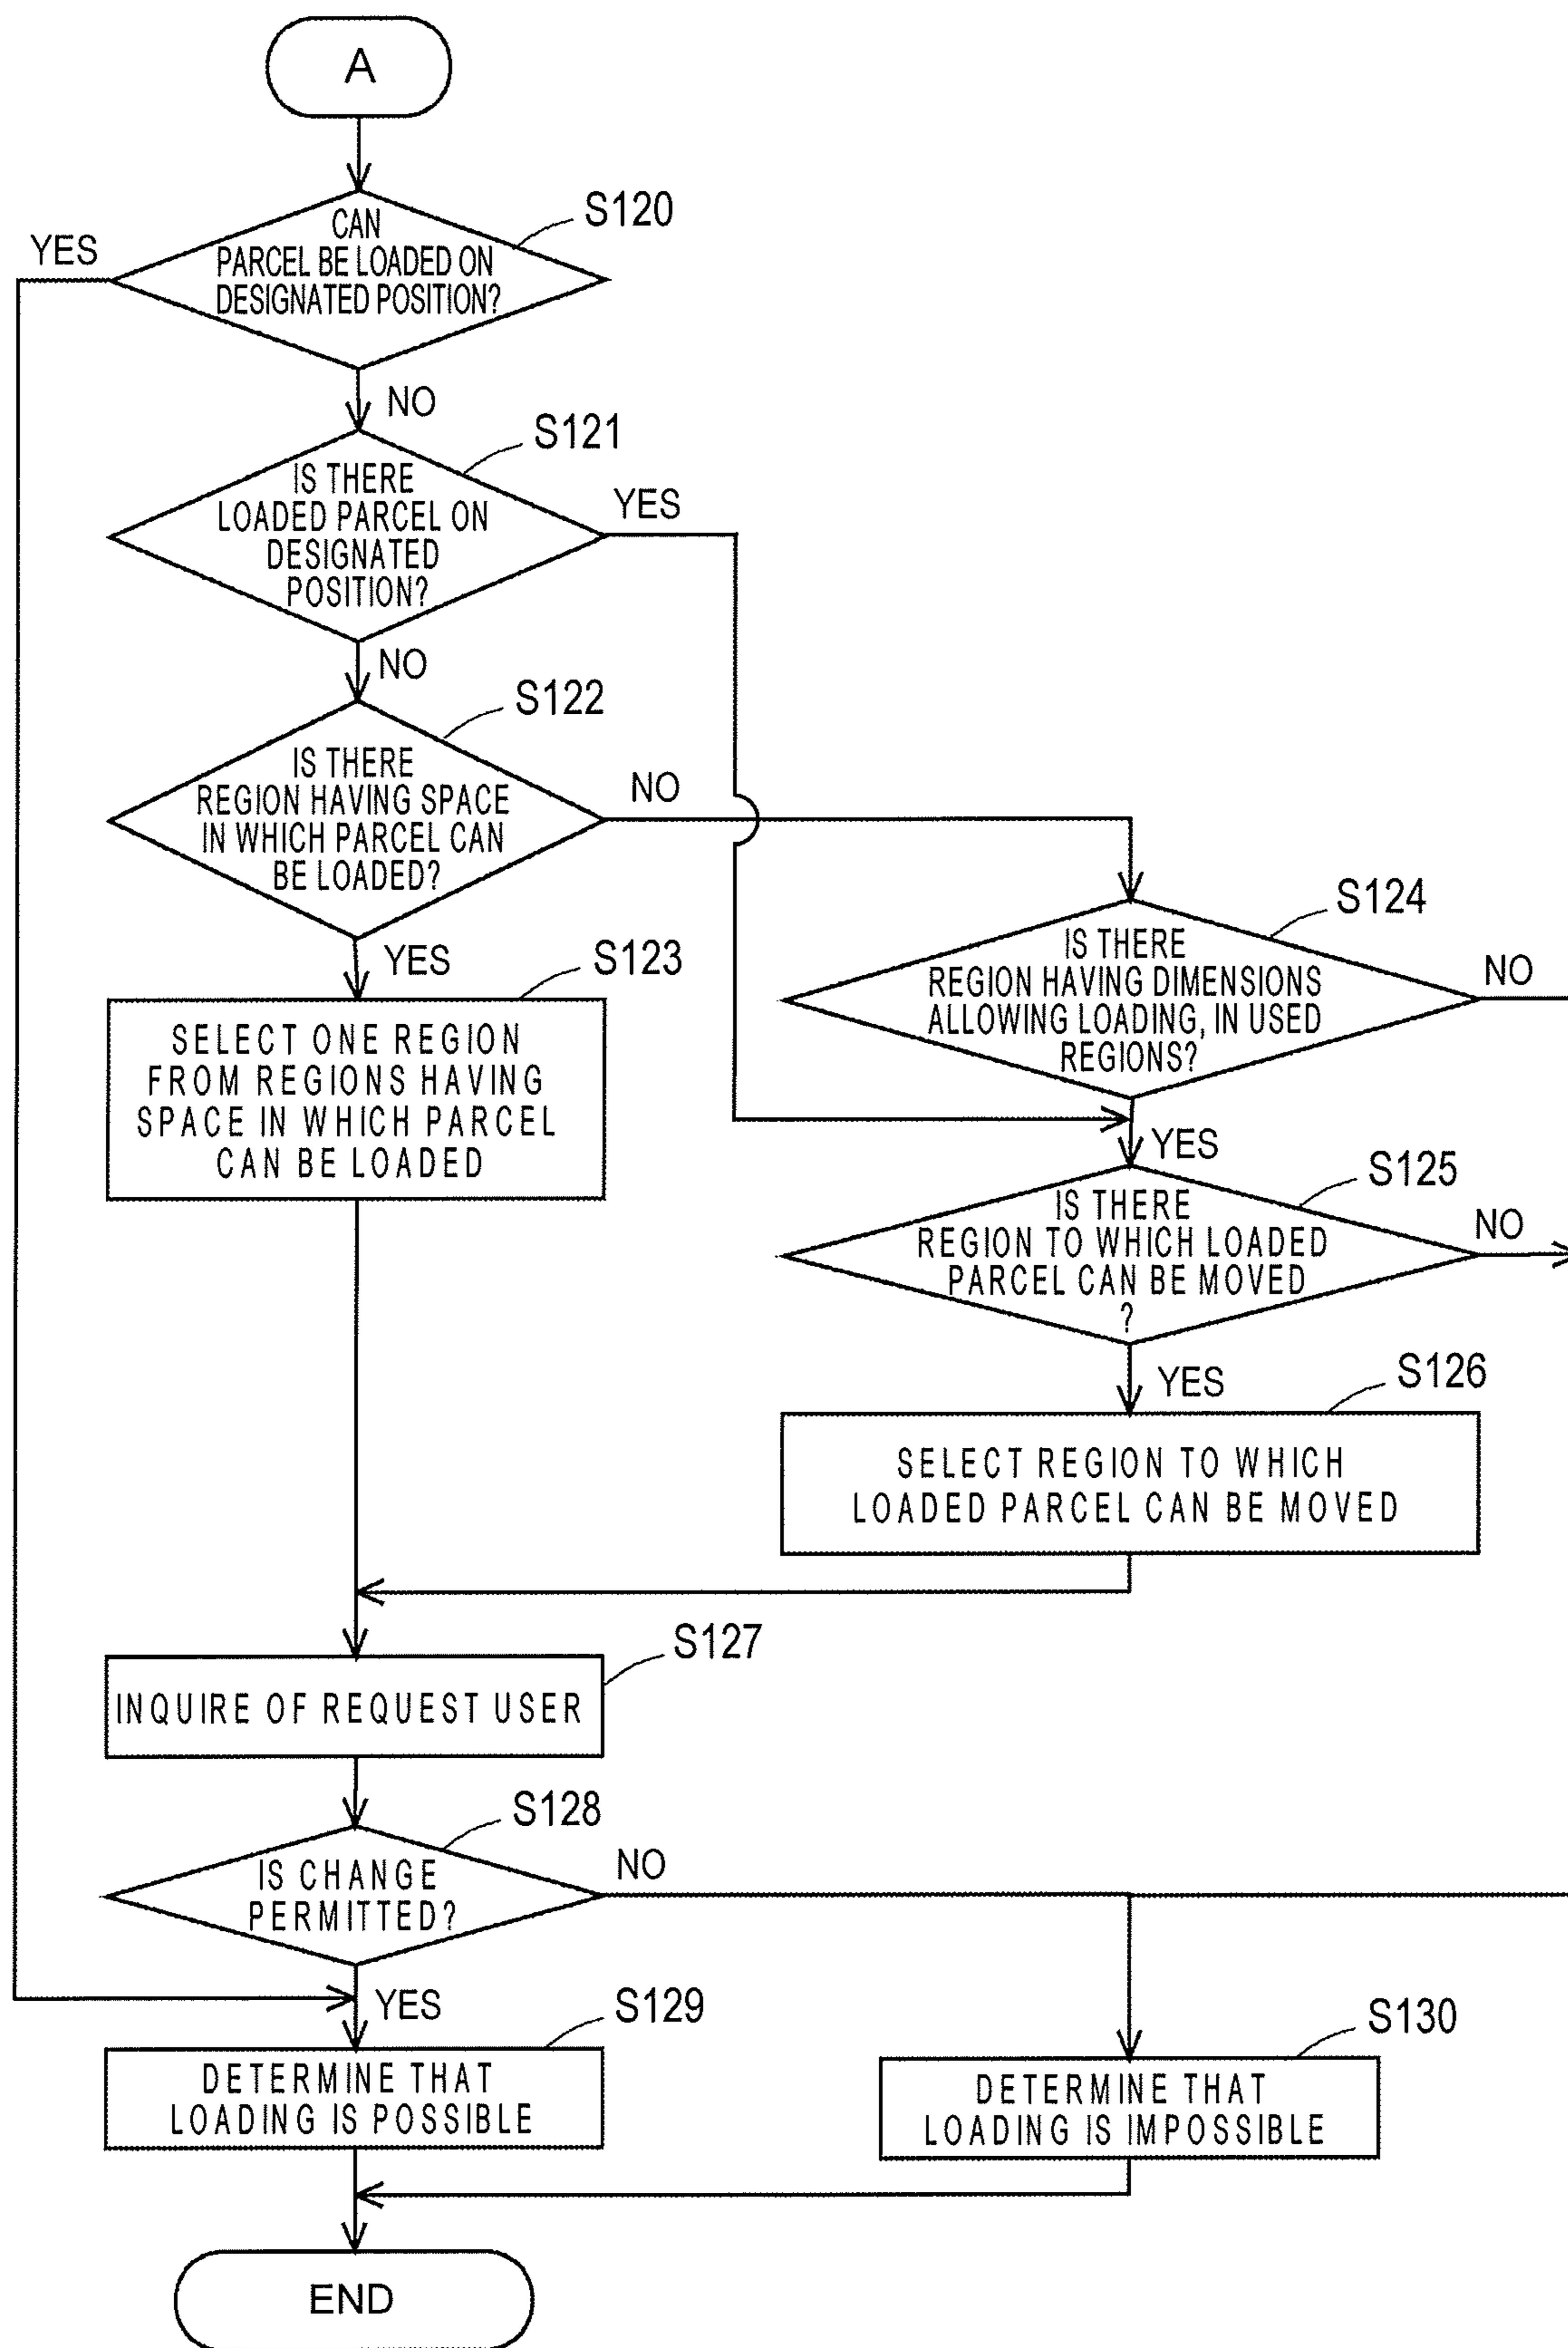 A
S120
YES
CAN
PARCEL BE LOADED ON
DESIGNATED POSITION?
NO
S121
IS THERE
LOADED PARCEL ON
DESIGNATED
POSITION?
YES
NO
S122
IS THERE
REGION HAVING SPACE
IN WHICH PARCEL CAN
BE LOADED?
NO
YES
S123
SELECT ONE REGION
FROM REGIONS HAVING
SPACE IN WHICH PARCEL
CAN BE LOADED
S124
IS THERE
REGION HAVING DIMENSIONS
ALLOWING LOADING, IN USED
REGIONS?
NO
YES
S125
IS THERE
REGION TO WHICH LOADED
PARCEL CAN BE MOVED
?
NO
YES
S126
SELECT REGION TO WHICH
LOADED PARCEL CAN BE MOVED
S127
INQUIRE OF REQUEST USER
S128
IS CHANGE
PERMITTED?
NO
YES
S129
DETERMINE THAT
LOADING IS POSSIBLE
S130
DETERMINE THAT
LOADING IS IMPOSSIBLE
END